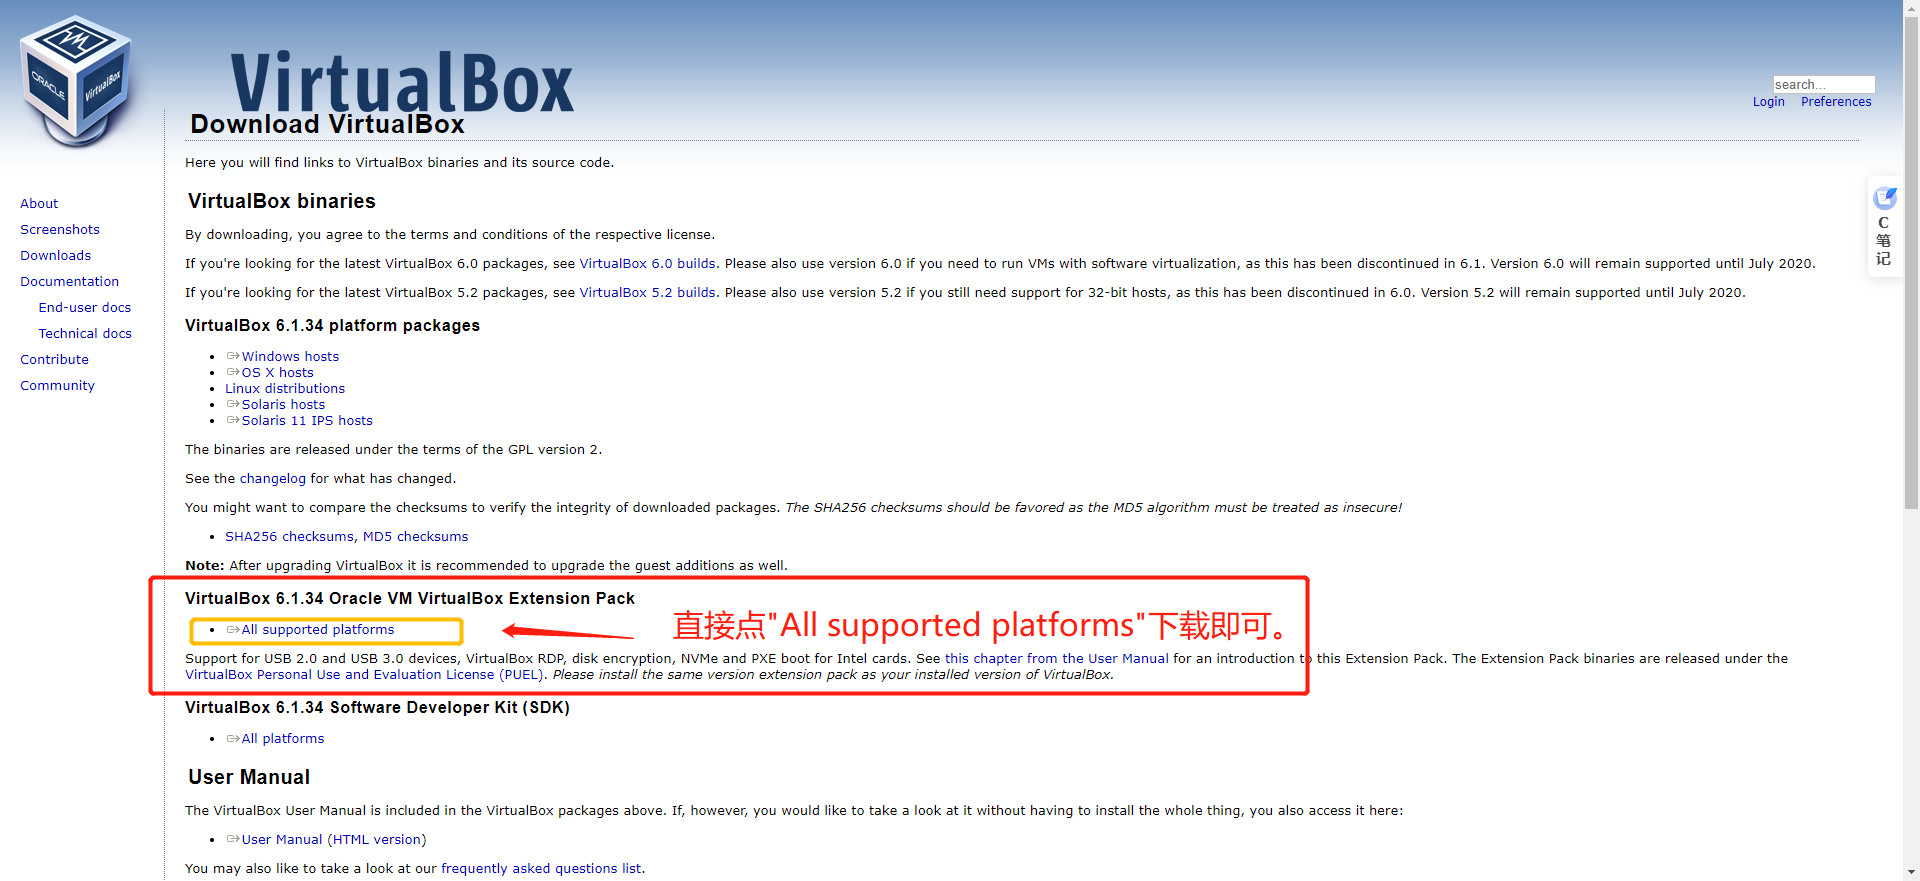 ORACLE
VirtualBox
VirtualBox
search...
Login Preferences
Download VirtualBox
Here you will find links to VirtualBox binaries and its source code.
About
Screenshots
Downloads
Documentation
End-user docs
Technical docs
Contribute
Community
VirtualBox binaries
By downloading, you agree to the terms and conditions of the respective license.
If you're looking for the latest VirtualBox 6.0 packages, see VirtualBox 6.0 builds. Please also use version 6.0 if you need to run VMs with software virtualization, as this has been discontinued in 6.1. Version 6.0 will remain supported until July 2020.
If you're looking for the latest VirtualBox 5.2 packages, see VirtualBox 5.2 builds. Please also use version 5.2 if you still need support for 32-bit hosts, as this has been discontinued in 6.0. Version 5.2 will remain supported until July 2020.
VirtualBox 6.1.34 platform packages
Windows hosts
OS X hosts
Linux distributions
Solaris hosts
Solaris 11 IPS hosts
The binaries are released under the terms of the GPL version 2.
See the changelog for what has changed.
You might want to compare the checksums to verify the integrity of downloaded packages. The SHA256 checksums should be favored as the MD5 algorithm must be treated as insecure!
SHA256 checksums, MD5 checksums
Note: After upgrading VirtualBox it is recommended to upgrade the guest additions as well.
VirtualBox 6.1.34 Oracle VM VirtualBox Extension Pack
All supported platforms
直接点"All supported platforms"下载即可。
Support for USB 2.0 and USB 3.0 devices, VirtualBox RDP, disk encryption, NVMe and PXE boot for Intel cards. See this chapter from the User Manual for an introduction to this Extension Pack. The Extension Pack binaries are released under the
VirtualBox Personal Use and Evaluation License (PUEL). Please install the same version extension pack as your installed version of VirtualBox.
VirtualBox 6.1.34 Software Developer Kit (SDK)
All platforms
User Manual
The VirtualBox User Manual is included in the VirtualBox packages above. If, however, you would like to take a look at it without having to install the whole thing, you also access it here:
User Manual (HTML version)
You may also like to take a look at our frequently asked questions list.
C
笔
记